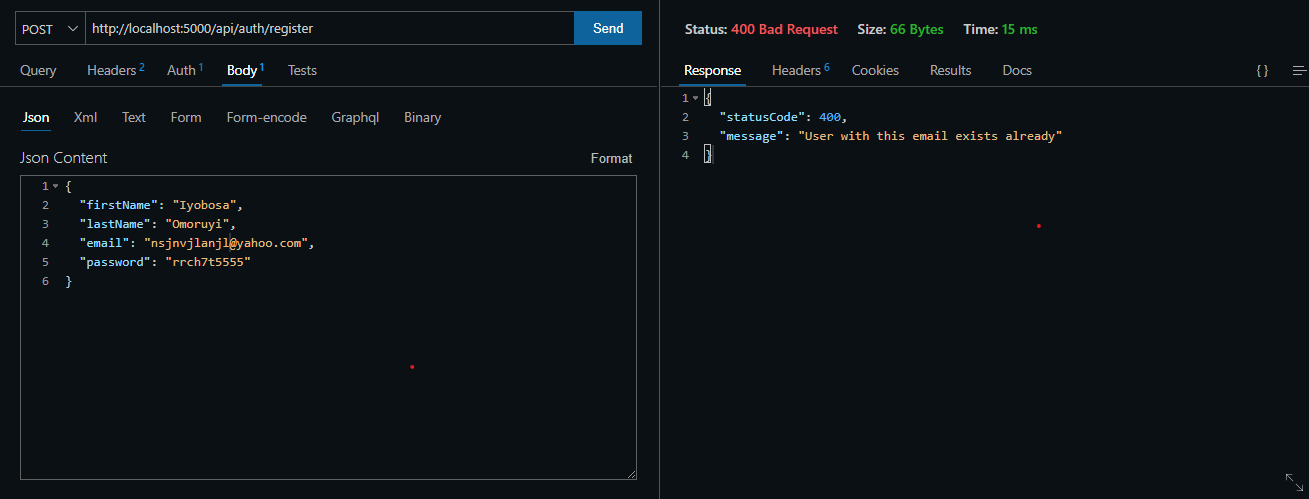 POST http://localhost:5000/api/auth/register Send
Query Headers 2 Auth 1 Body 1 Tests
Json Xml Text Form Form-encode Graphql Binary
Json Content Format
1 {
2 "firstName": "Iyobosa",
3 "lastName": "Omoruyi",
4 "email": "nsjnvjlanjl@yahoo.com",
5 "password": "rrch7t5555"
6 }
Status: 400 Bad Request Size: 66 Bytes Time: 15 ms
Response Headers 6 Cookies Results Docs { }
1 {
2 "statusCode": 400,
3 "message": "User with this email exists already"
4 }